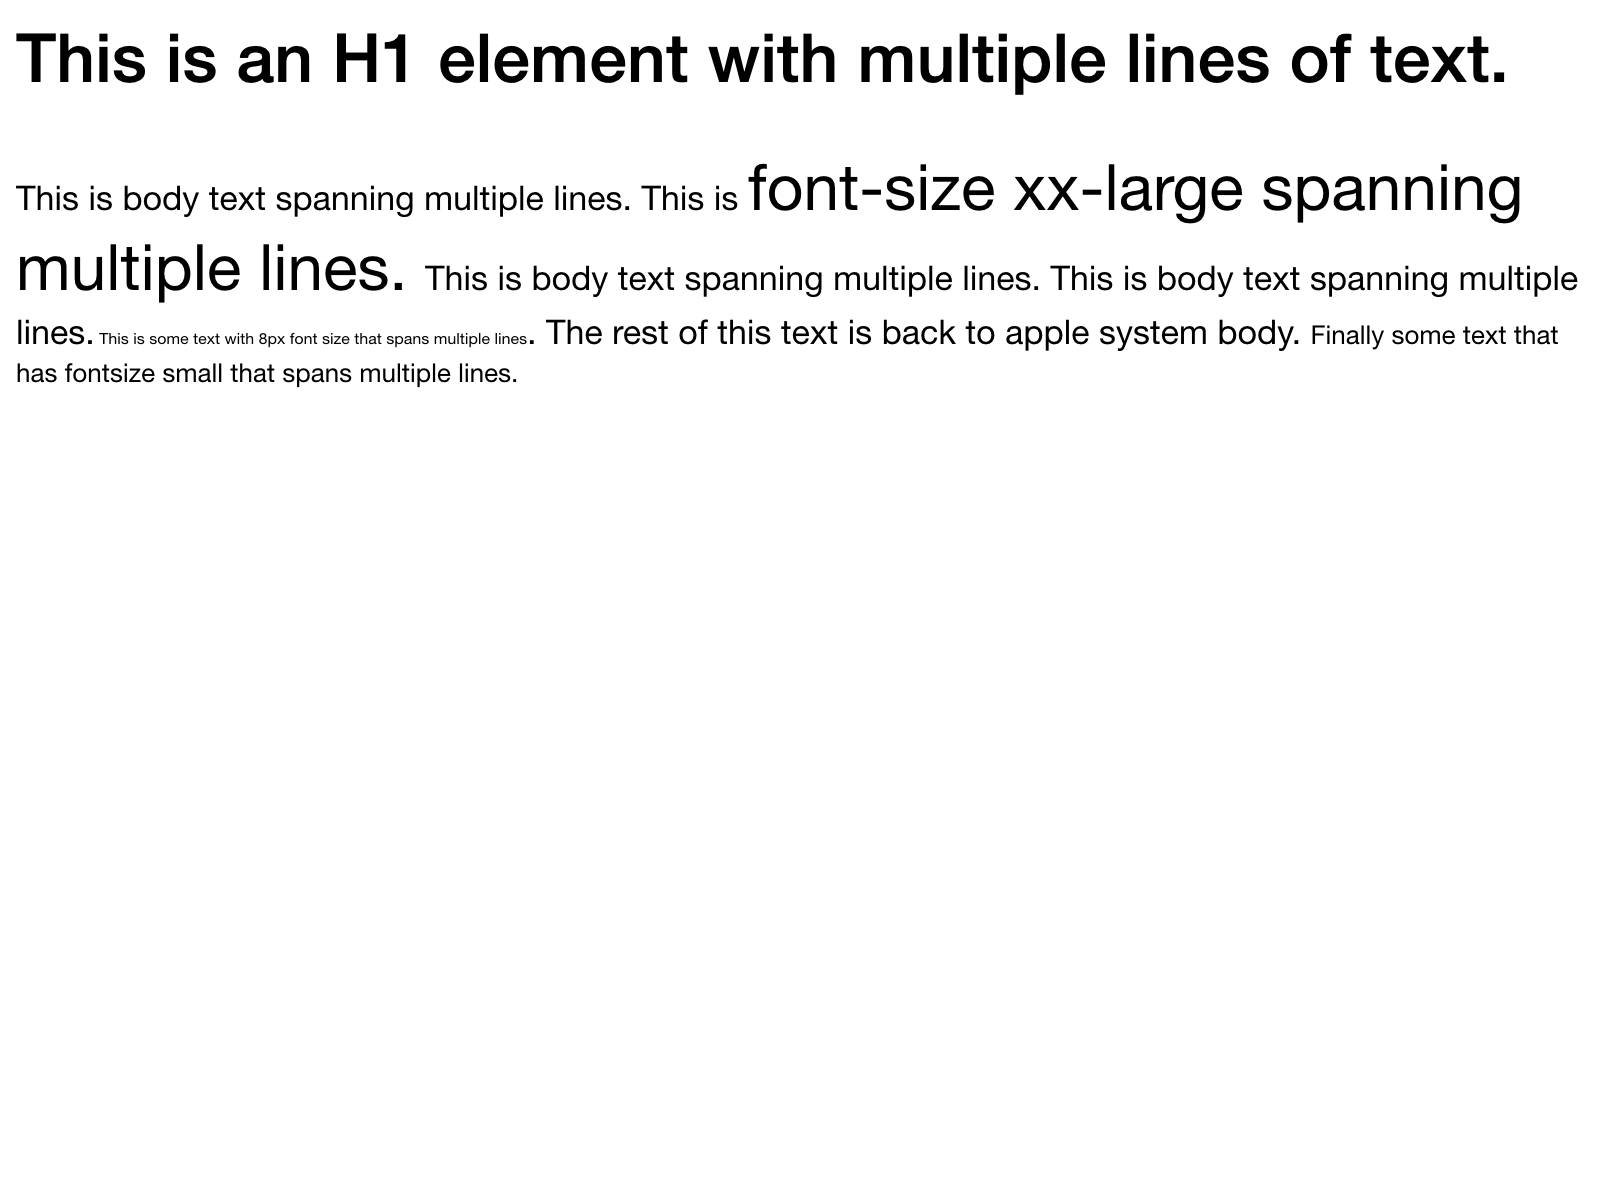 This is an H1 element with multiple lines of text.
This is body text spanning multiple lines. This is font-size xx-large spanning
multiple lines. This is body text spanning multiple lines. This is body text spanning multiple
lines. This is some text with 8px font size that spans multiple lines. The rest of this text is back to apple system body. Finally some text that
has fontsize small that spans multiple lines.